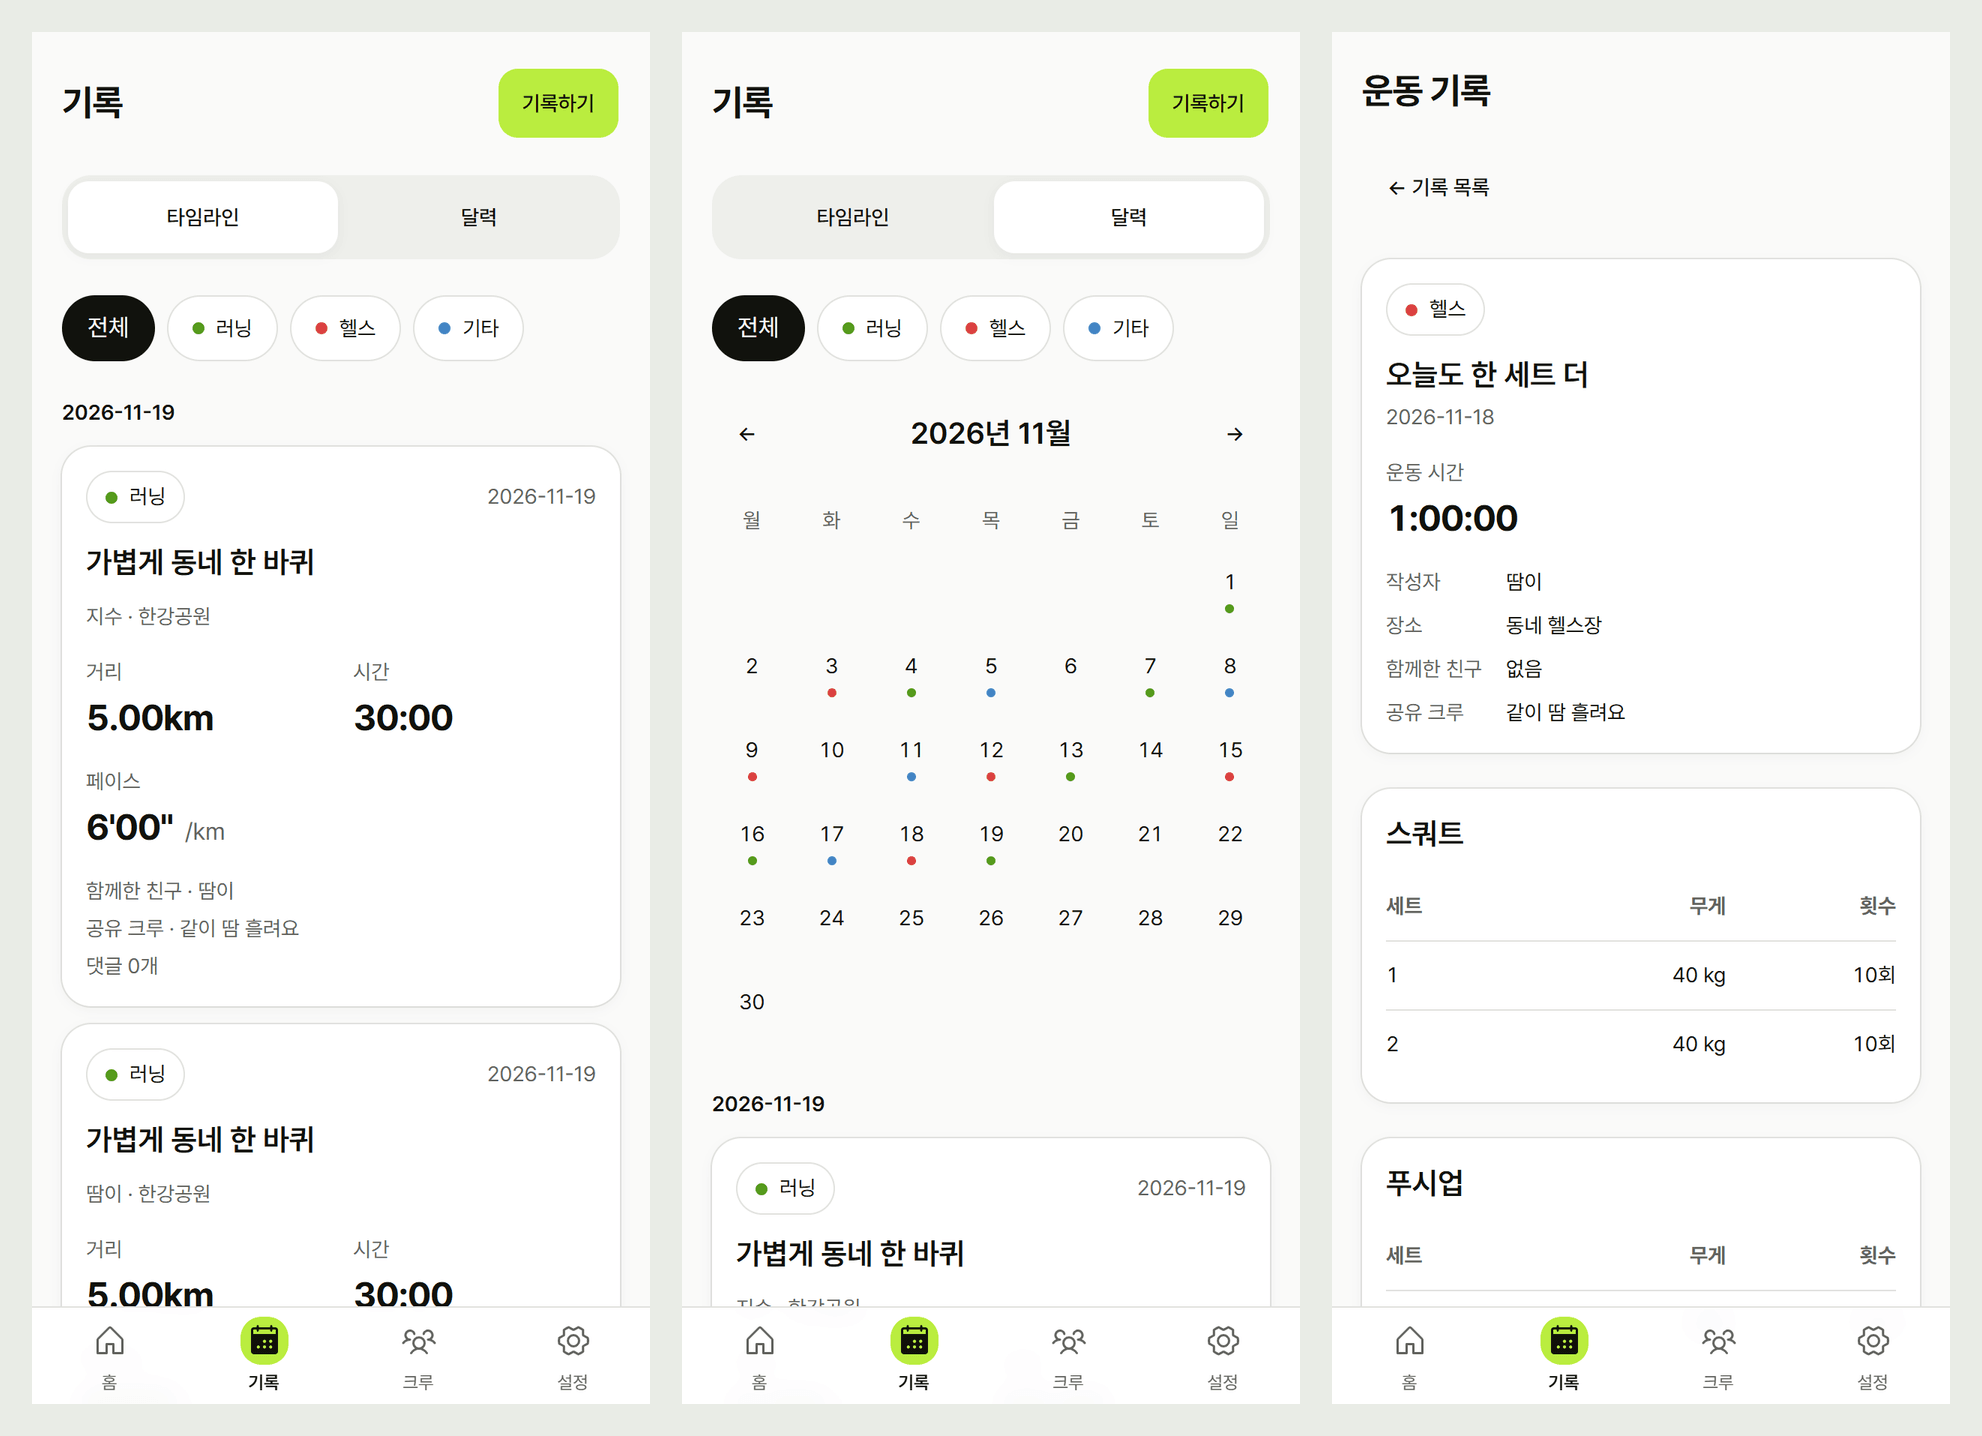 기록
기록하기
타임라인
달력
전체
러닝
헬스
기타
2026-11-19
러닝
2026-11-19
가볍게 동네 한 바퀴
지수 · 한강공원
거리
시간
5.00km
30:00
페이스
6'00" /km
함께한 친구 · 땀이
공유 크루 · 같이 땀 흘려요
댓글 0개
러닝
2026-11-19
가볍게 동네 한 바퀴
땀이 · 한강공원
거리
시간
5.00km
30:00
홈
기록
크루
설정
기록
기록하기
타임라인
달력
전체
러닝
헬스
기타
← 2026년 11월 →
월 화 수 목 금 토 일
1
2 3 4 5 6 7 8
9 10 11 12 13 14 15
16 17 18 19 20 21 22
23 24 25 26 27 28 29
30
2026-11-19
러닝
2026-11-19
가볍게 동네 한 바퀴
지수 · 한강공원
홈
기록
크루
설정
운동 기록
← 기록 목록
헬스
오늘도 한 세트 더
2026-11-18
운동 시간
1:00:00
작성자 땀이
장소 동네 헬스장
함께한 친구 없음
공유 크루 같이 땀 흘려요
스쿼트
세트 무게 횟수
1 40 kg 10회
2 40 kg 10회
푸시업
세트 무게 횟수
홈
기록
크루
설정